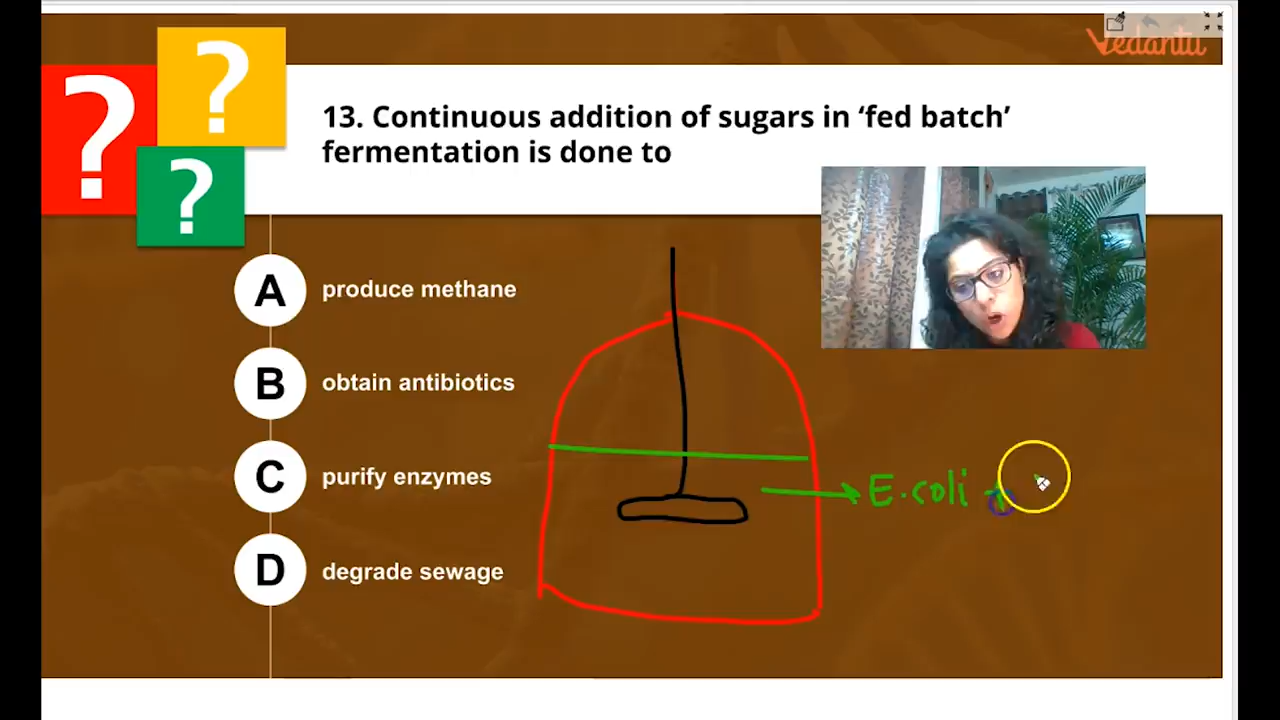 Vedantu
?
?
?
13. Continuous addition of sugars in ‘fed batch’
fermentation is done to
A produce methane
B obtain antibiotics
C purify enzymes
D degrade sewage
E.coli +